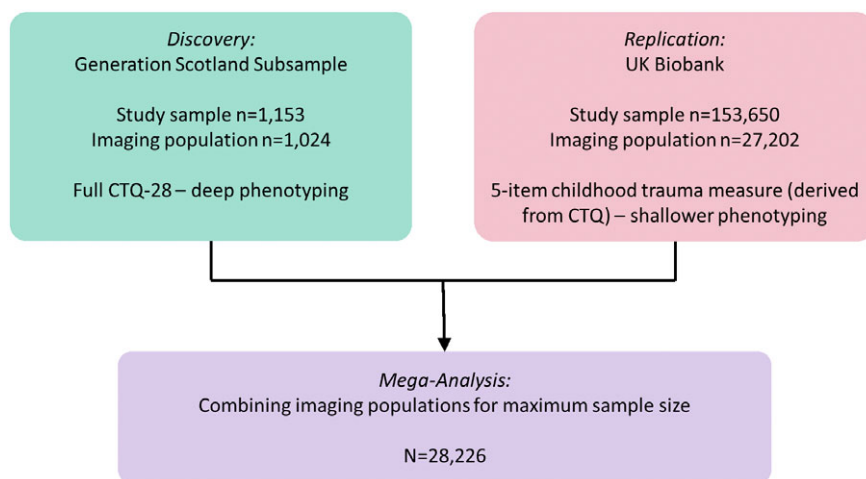 Discovery:
Generation Scotland Subsample
Study sample n=1,153
Imaging population n=1,024
Full CTQ-28 – deep phenotyping
Replication:
UK Biobank
Study sample n=153,650
Imaging population n=27,202
5-item childhood trauma measure (derived
from CTQ) – shallower phenotyping
Mega-Analysis:
Combining imaging populations for maximum sample size
N=28,226